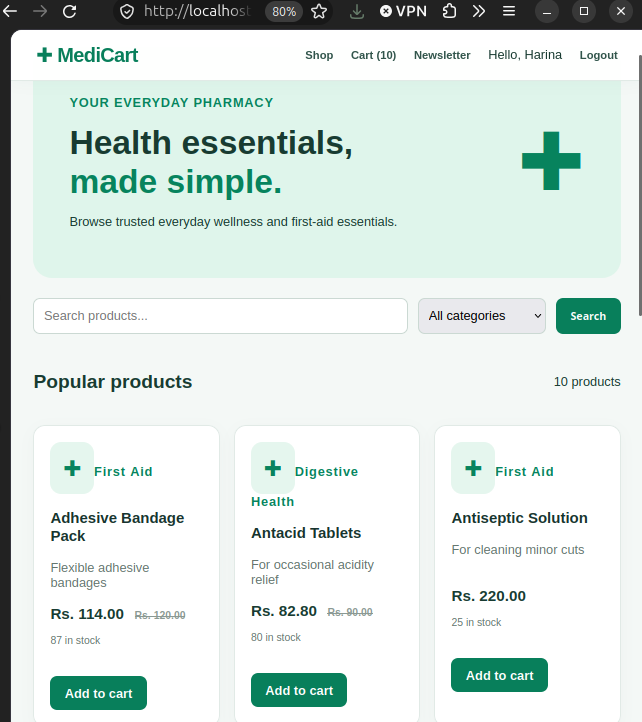 http://localhost
80%
VPN
MediCart
Shop Cart (10) Newsletter Hello, Harina Logout
YOUR EVERYDAY PHARMACY
Health essentials,
made simple.
Browse trusted everyday wellness and first-aid essentials.
Search products...
All categories
Search
Popular products
10 products
First Aid
Adhesive Bandage
Pack
Flexible adhesive
bandages
Rs. 114.00 Rs. 120.00
87 in stock
Add to cart
Digestive
Health
Antacid Tablets
For occasional acidity
relief
Rs. 82.80 Rs. 90.00
80 in stock
Add to cart
First Aid
Antiseptic Solution
For cleaning minor cuts
Rs. 220.00
25 in stock
Add to cart